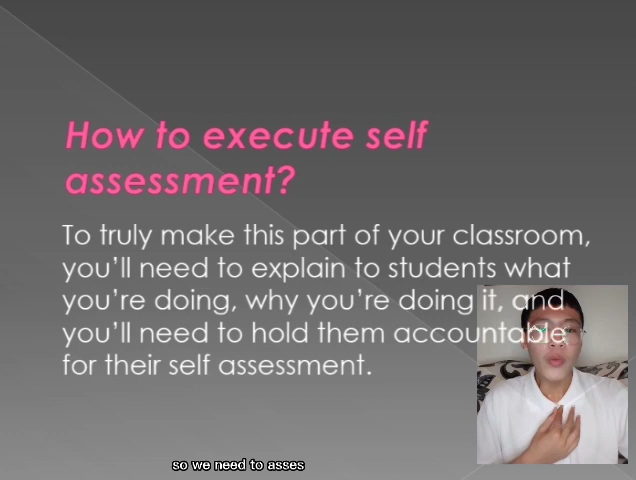 How to execute self
assessment?
To truly make this part of your classroom,
you'll need to explain to students what
you're doing, why you're doing it, and
you'll need to hold them accountable
for their self assessment.
so we need to asses